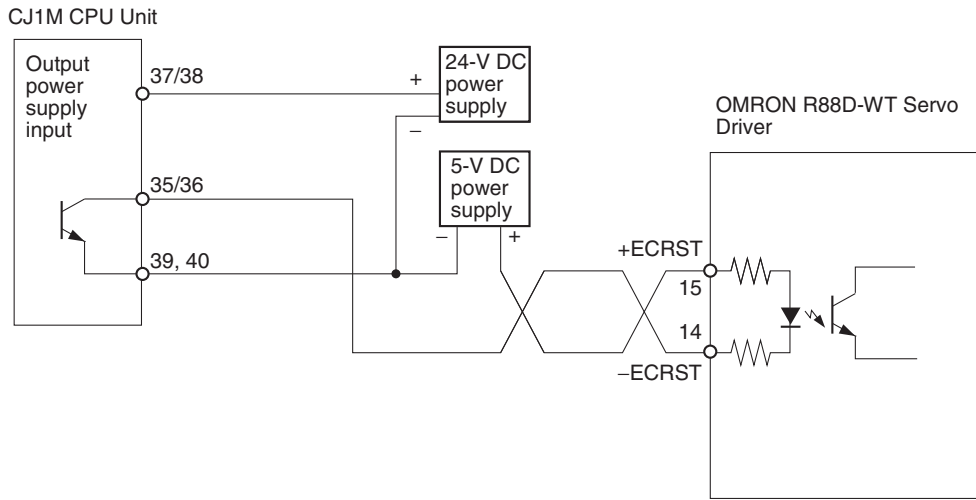 CJ1M CPU Unit
Output
power
supply
input
37/38
+
24-V DC
power
supply
–
OMRON R88D-WT Servo
Driver
35/36
5-V DC
power
supply
–
+
39, 40
+ECRST
15
14
–ECRST